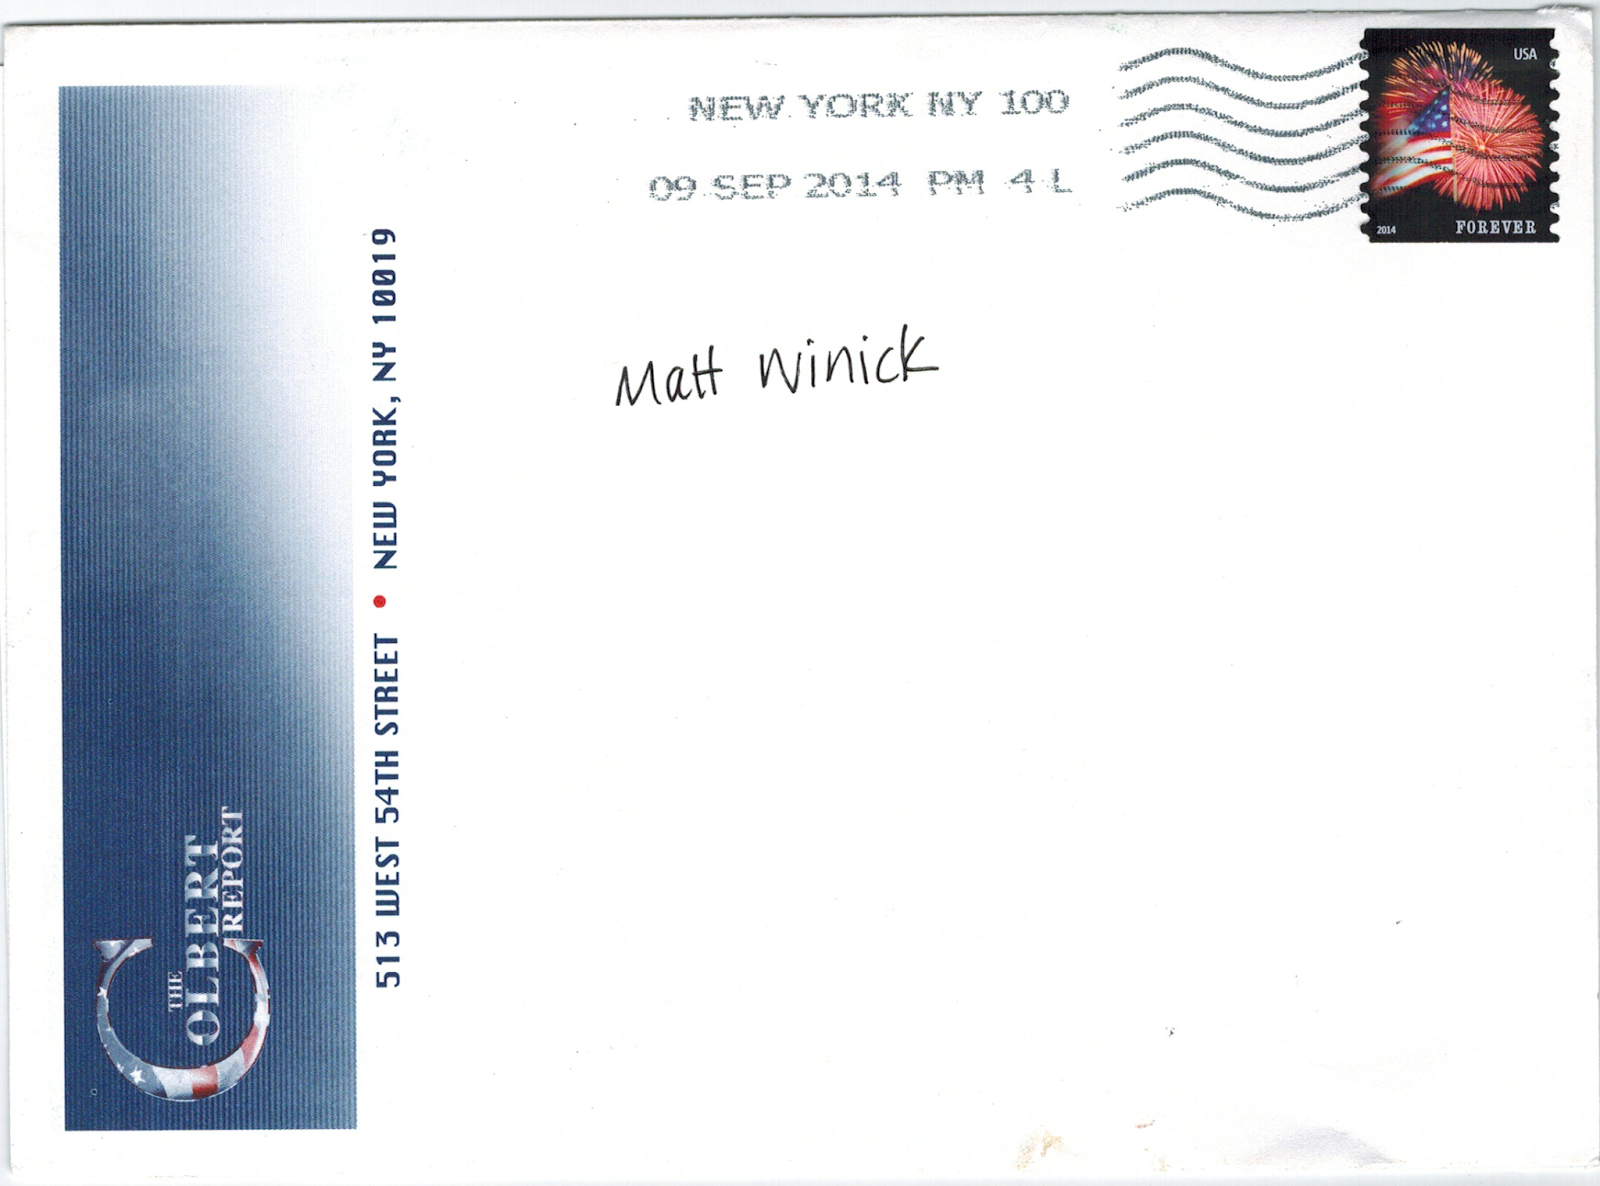 NEW YORK NY 100
09 SEP 2014 PM 4 L
USA
2014 FOREVER
Matt Winick
THE
COLBERT
REPORT
513 WEST 54TH STREET • NEW YORK, NY 10019